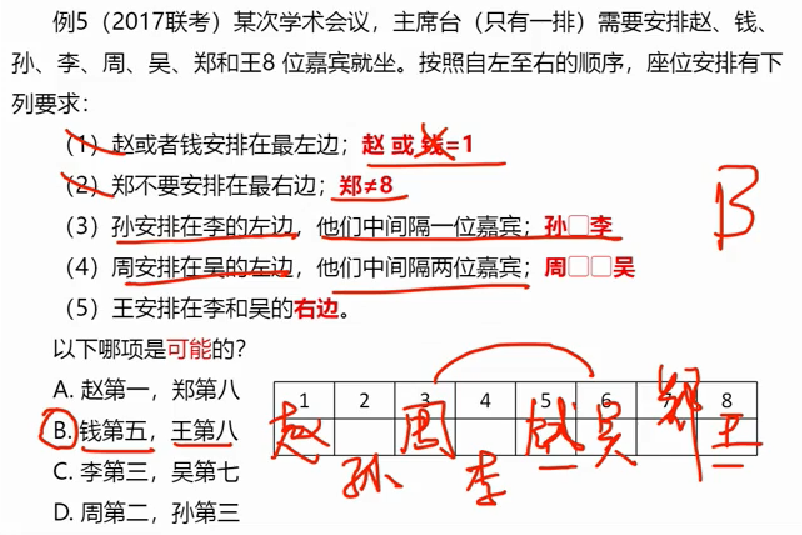 例5（2017联考）某次学术会议，主席台（只有一排）需要安排赵、钱、
孙、李、周、吴、郑和王8 位嘉宾就坐。按照自左至右的顺序，座位安排有下
列要求：
（1）赵或者钱安排在最左边；赵 或 钱=1
（2）郑不要安排在最右边；郑≠8
（3）孙安排在李的左边，他们中间隔一位嘉宾；孙□李
（4）周安排在吴的左边，他们中间隔两位嘉宾；周□□吴
（5）王安排在李和吴的右边。
B
以下哪项是可能的？
A. 赵第一，郑第八
B. 钱第五，王第八
C. 李第三，吴第七
D. 周第二，孙第三
1 2 3 4 5 6 7 8
赵 周 钱 吴 郑 王
孙 李